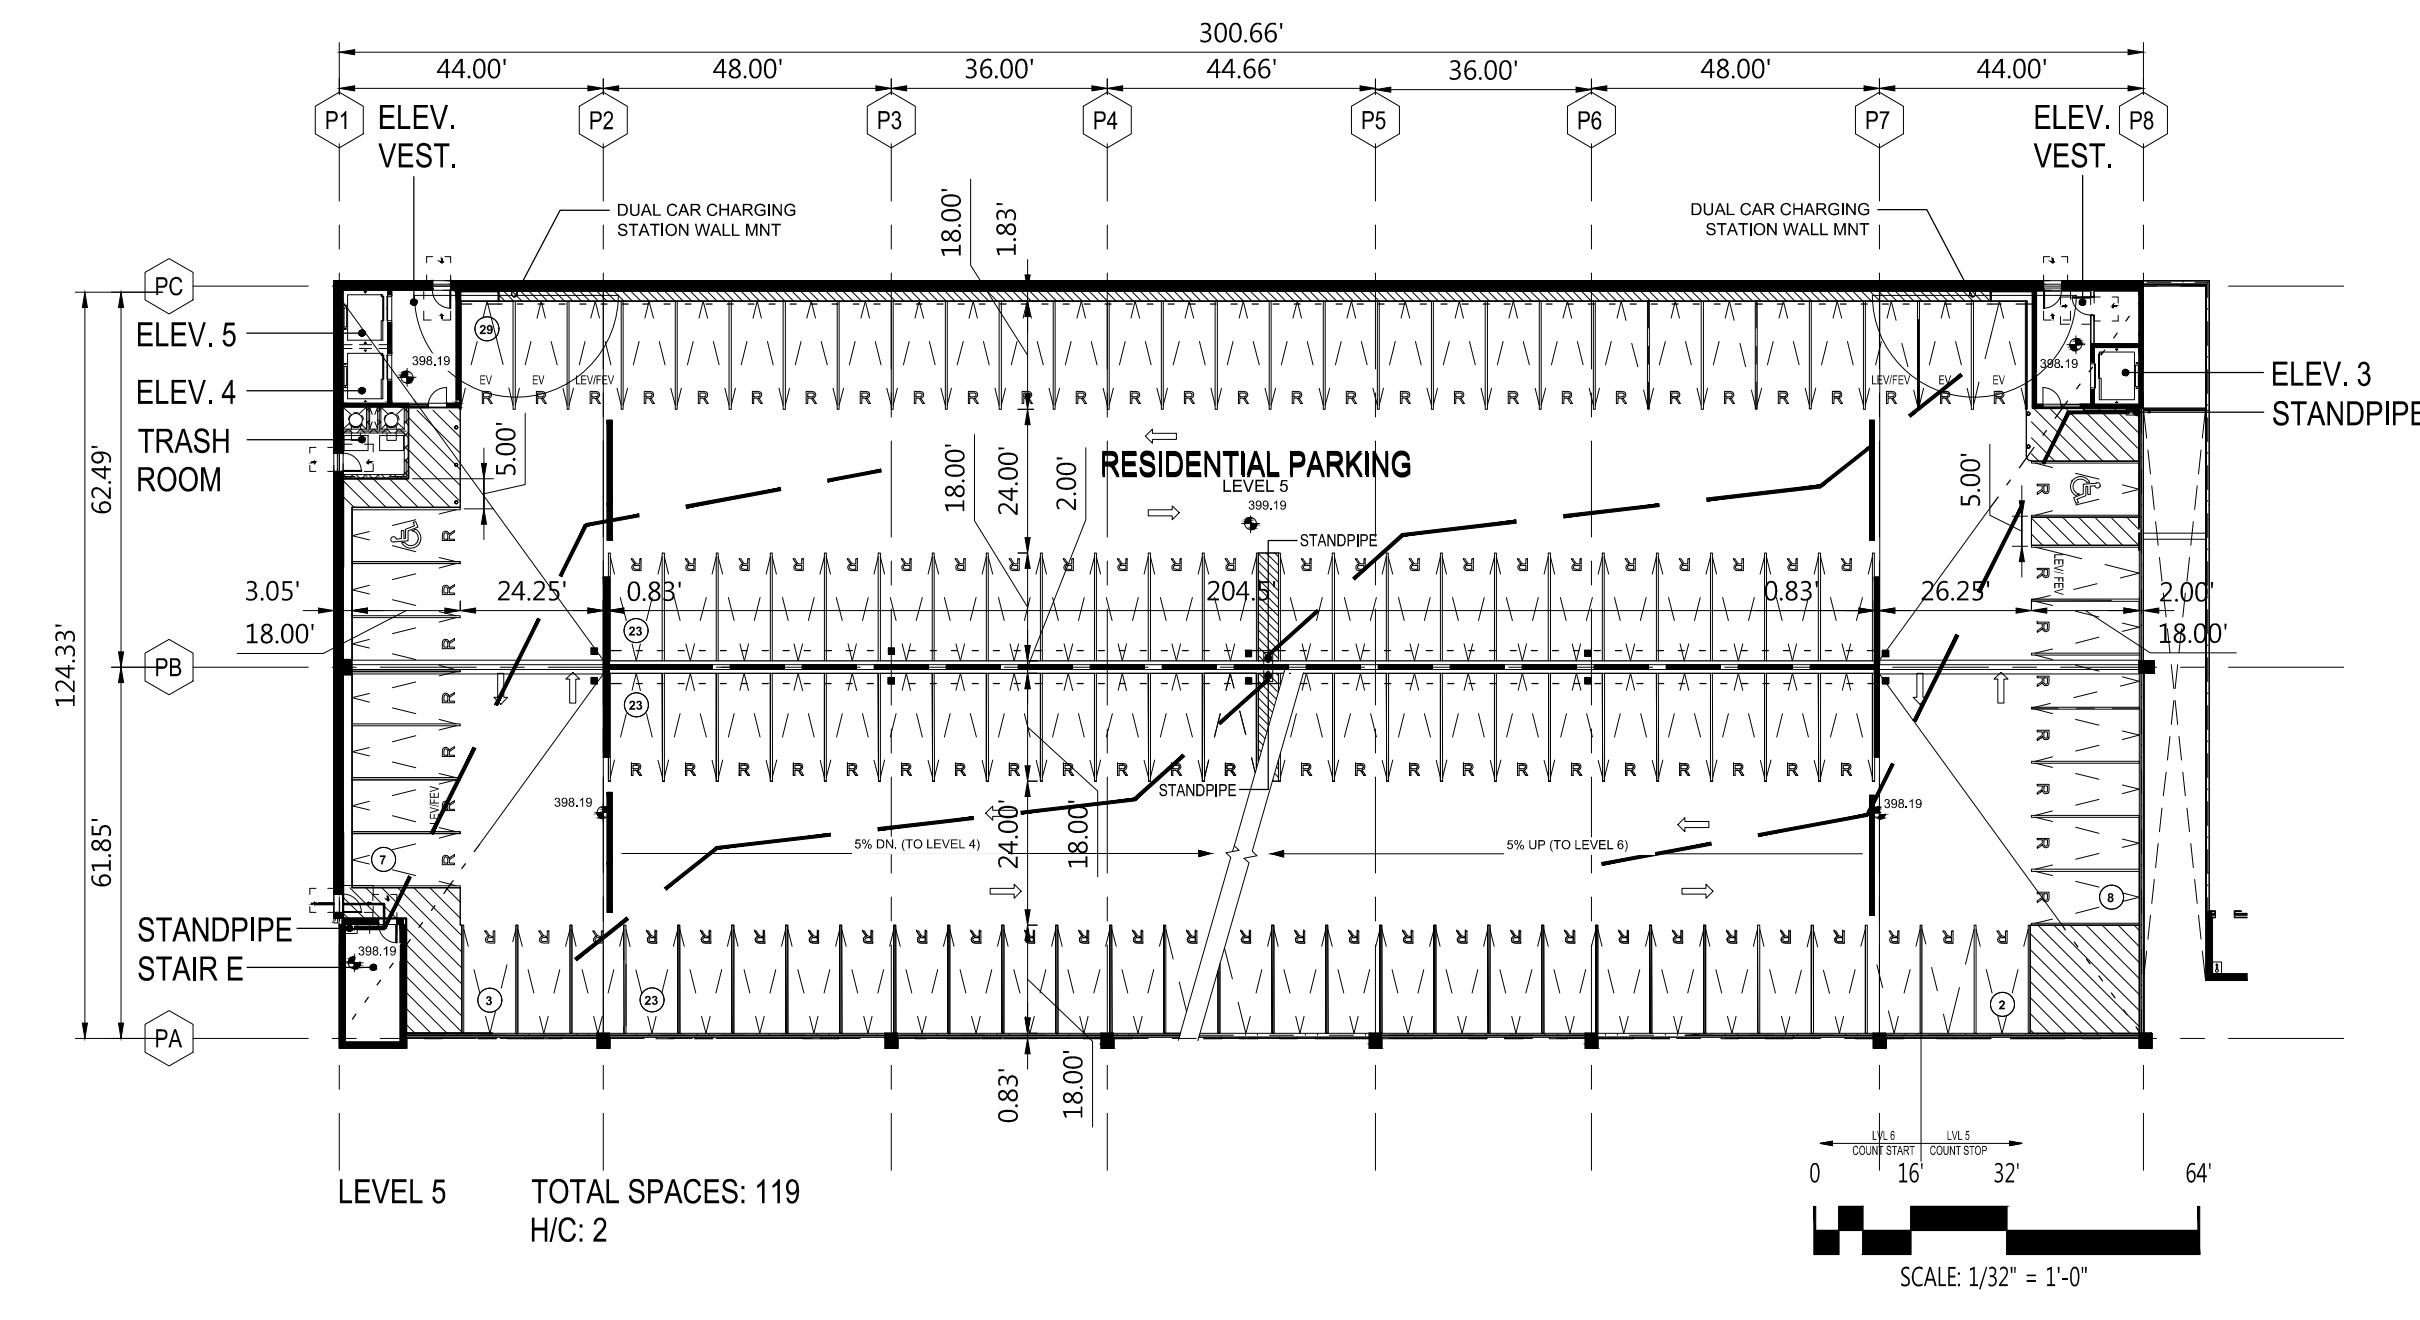 300.66'
44.00' 48.00' 36.00' 44.66' 36.00' 48.00' 44.00'
P1 P2 P3 P4 P5 P6 P7 P8
ELEV.
VEST.
ELEV.
VEST.
DUAL CAR CHARGING
STATION WALL MNT
18.00'
1.83'
DUAL CAR CHARGING
STATION WALL MNT
PC
29
ELEV. 5
398.19
398.19
ELEV. 3
EV EV LEV/FEV
LEV/FEV EV EV
ELEV. 4
R R R R R R R R R R R R R R R R R R R R R R R R R R R R R
STANDPIPE
TRASH
ROOM
5.00'
62.49'
18.00'
24.00'
2.00'
RESIDENTIAL PARKING
LEVEL 5
399.19
5.00'
STANDPIPE
R R R R R R R R R R R R R R R R R R R R R R R
LEV/FEV
3.05' 24.25' 0.83' 204.5' 0.83' 26.25' 2.00'
18.00'
23
18.00'
124.33'
PB
R R R R R R R
R R R R R R R R
23
R R R R R R R R R R R R R R R R R R R R R R R
STANDPIPE
LEV/FEV
398.19
398.19
61.85'
24.00'
18.00'
5% DN. (TO LEVEL 4)
5% UP (TO LEVEL 6)
7
8
STANDPIPE
STAIR E
398.19
R R R R R R R R R R R R R R R R R R R R R R R R R R R R R
3
23
2
PA
0.83'
18.00'
LVL 6
COUNT START
LVL 5
COUNT STOP
0 16' 32' 64'
LEVEL 5
TOTAL SPACES: 119
H/C: 2
SCALE: 1/32" = 1'-0"